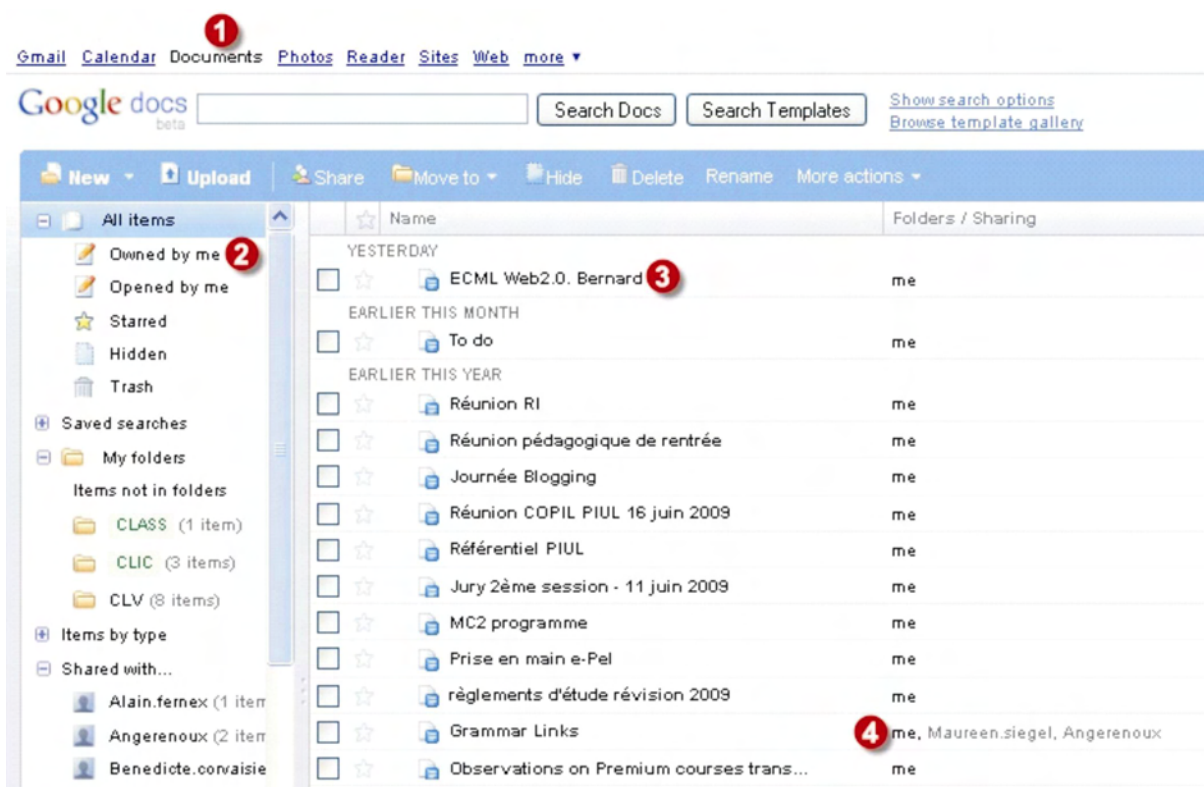 1
Gmail Calendar Documents Photos Reader Sites Web more ▼
Google docs beta
Search Docs Search Templates
Show search options
Browse template gallery
New Upload Share Move to Hide Delete Rename More actions
All items
Owned by me 2
Opened by me
Starred
Hidden
Trash
Saved searches
My folders
Items not in folders
CLASS (1 item)
CLIC (3 items)
CLV (8 items)
Items by type
Shared with...
Alain.fernex (1 item
Angerenoux (2 item
Benedicte.corvaisie
Name Folders / Sharing
YESTERDAY
ECML Web2.0. Bernard 3 me
EARLIER THIS MONTH
To do me
EARLIER THIS YEAR
Réunion RI me
Réunion pédagogique de rentrée me
Journée Blogging me
Réunion COPIL PIUL 16 juin 2009 me
Référentiel PIUL me
Jury 2ème session - 11 juin 2009 me
MC2 programme me
Prise en main e-Pel me
règlements d'étude révision 2009 me
Grammar Links 4 me, Maureen.siegel, Angerenoux
Observations on Premium courses trans... me